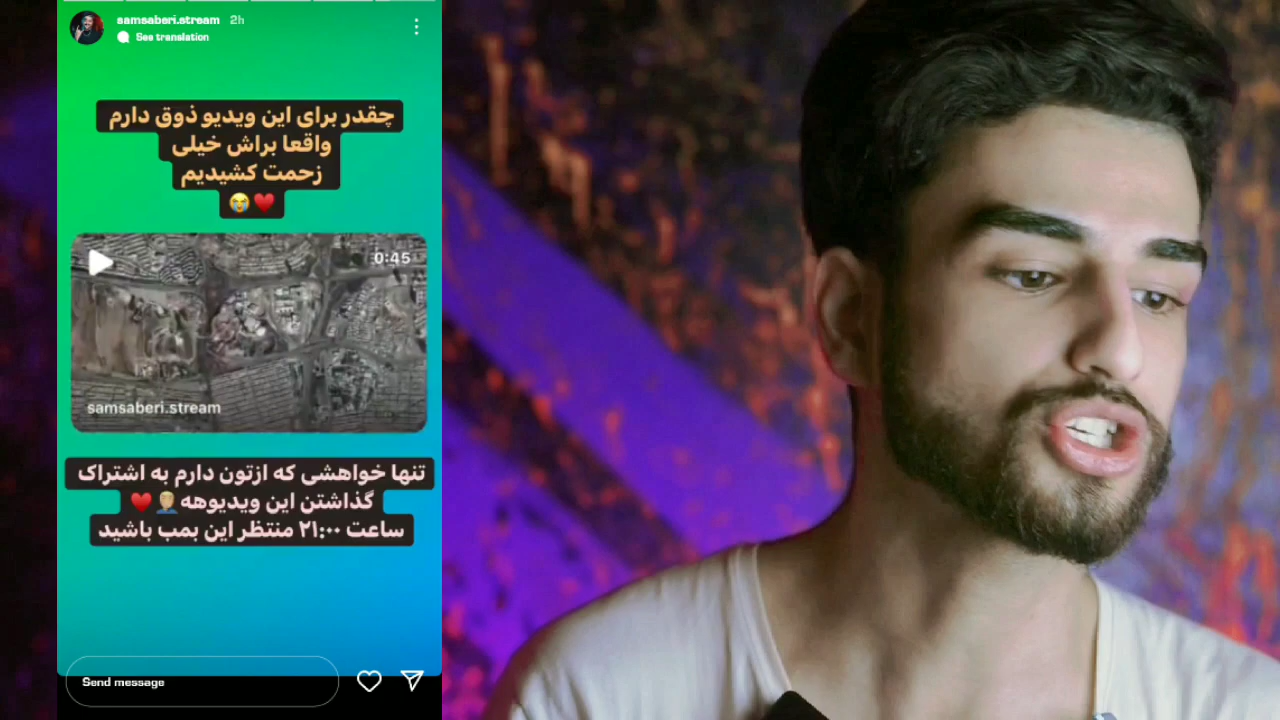 samsaberi.stream 2h
See translation
چقدر برای این ویدیو ذوق دارم
واقعا براش خیلی
زحمت کشیدیم
😭♥️
0:45
samsaberi.stream
تنها خواهشی که ازتون دارم به اشتراک
گذاشتن این ویدیوهه🤦🏼‍♂️♥️
ساعت ۲۱:۰۰ منتظر این بمب باشید
Send message